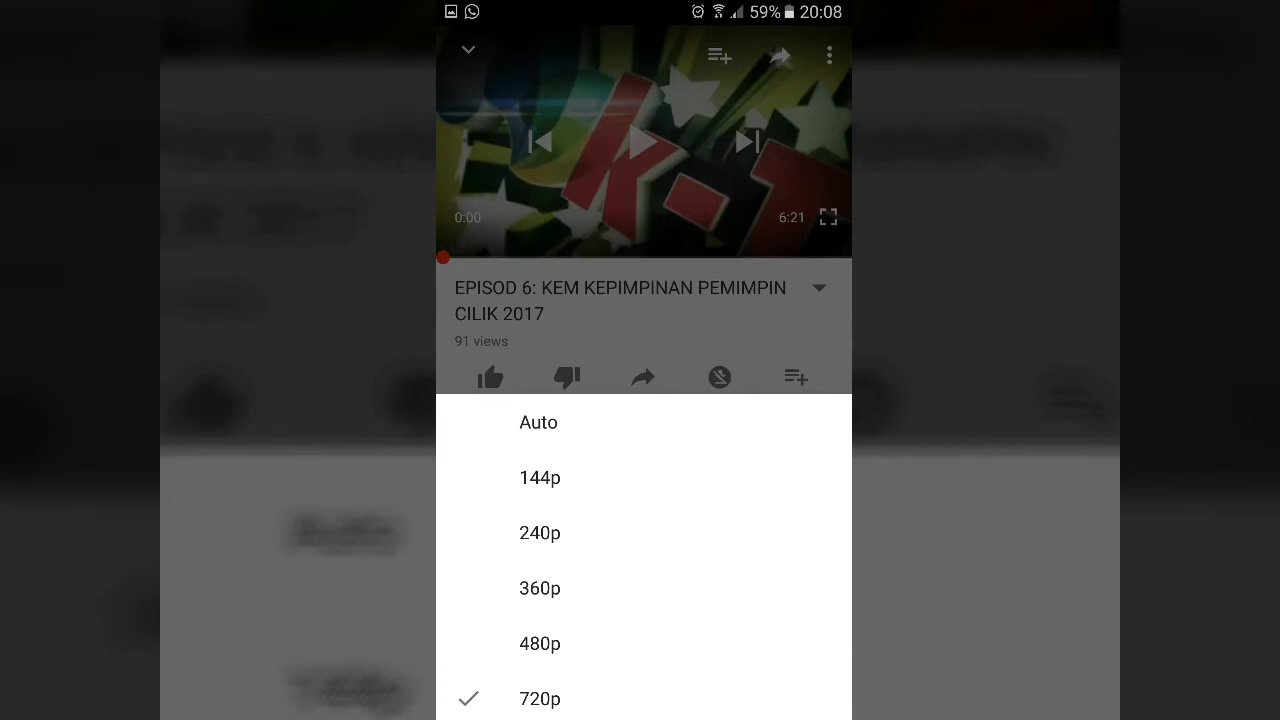 59% 20:08
K-T
0:00 6:21
EPISOD 6: KEM KEPIMPINAN PEMIMPIN
CILIK 2017
91 views
Auto
144p
240p
360p
480p
720p